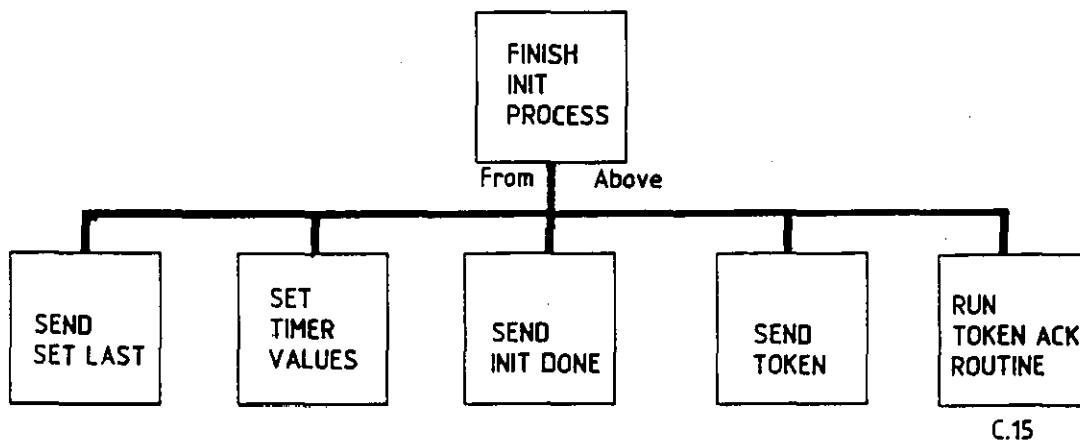 FINISH
INIT
PROCESS
From Above
SEND
SET LAST
SET
TIMER
VALUES
SEND
INIT DONE
SEND
TOKEN
RUN
TOKEN ACK
ROUTINE
C.15